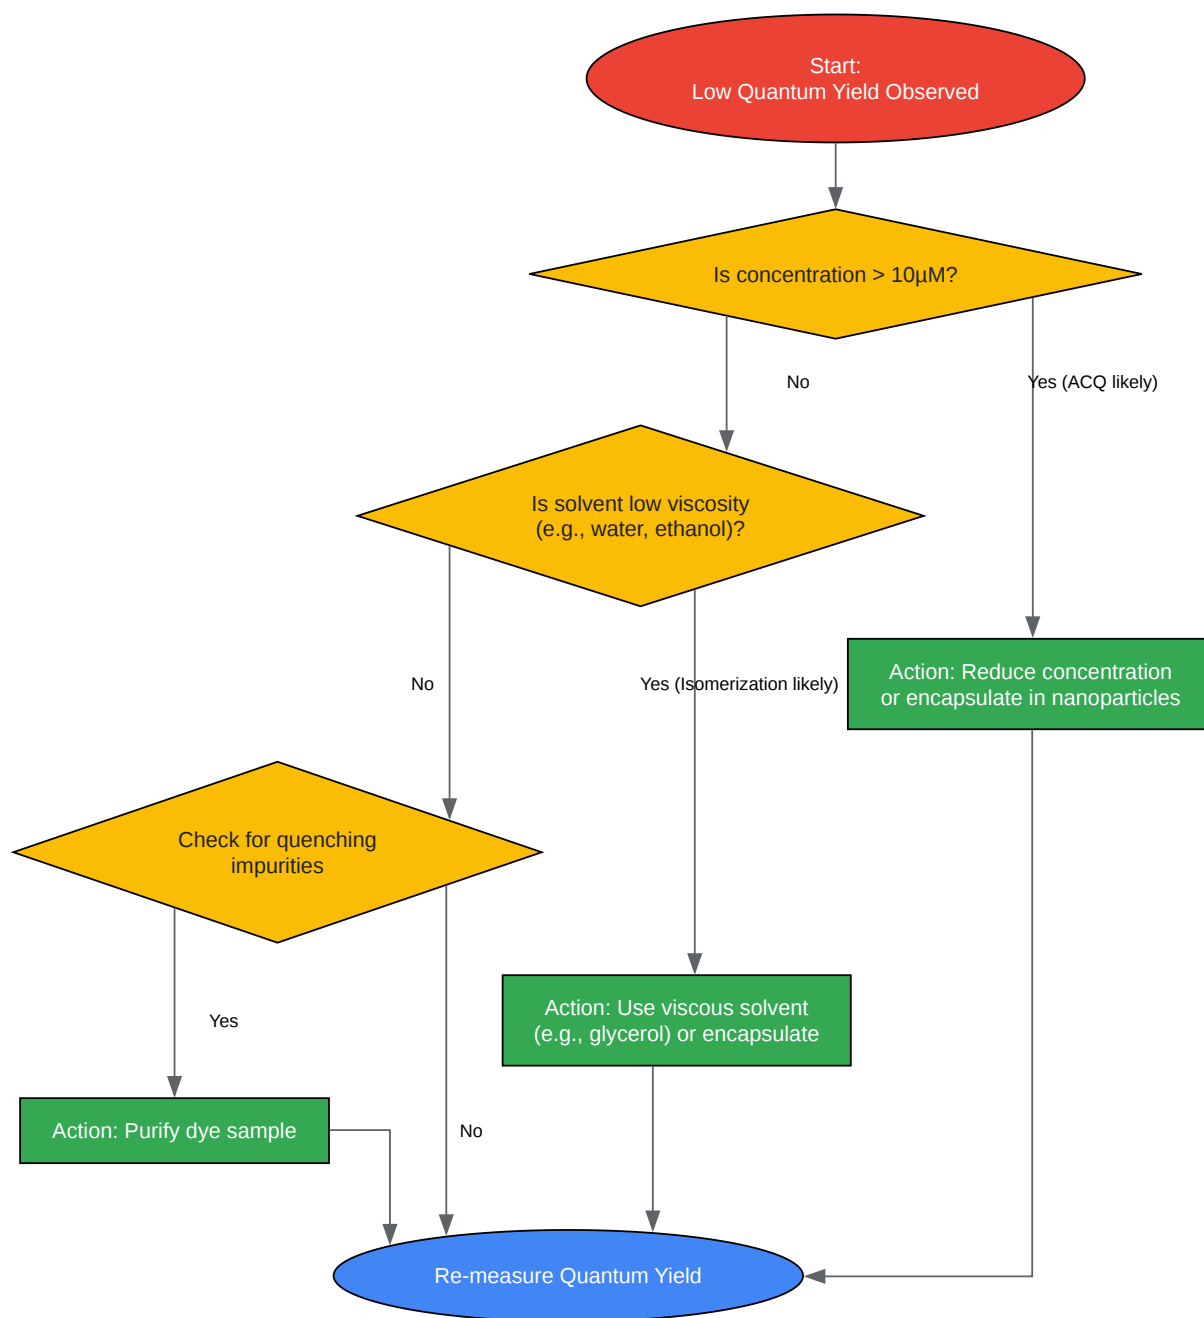 Start:
Low Quantum Yield Observed
Is concentration > 10µM?
No
Yes (ACQ likely)
Is solvent low viscosity
(e.g., water, ethanol)?
No
Yes (Isomerization likely)
Action: Reduce concentration
or encapsulate in nanoparticles
Check for quenching
impurities
Yes
Action: Use viscous solvent
(e.g., glycerol) or encapsulate
Action: Purify dye sample
No
Re-measure Quantum Yield